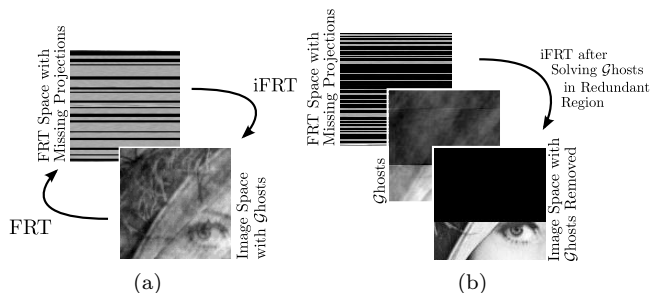 FRT Space with
Missing Projections
iFRT
FRT
Image Space
with Ghosts
(a)
FRT Space with
Missing Projections
iFRT after
Solving Ghosts
in Redundant
Region
Ghosts
Image Space with
Ghosts Removed
(b)